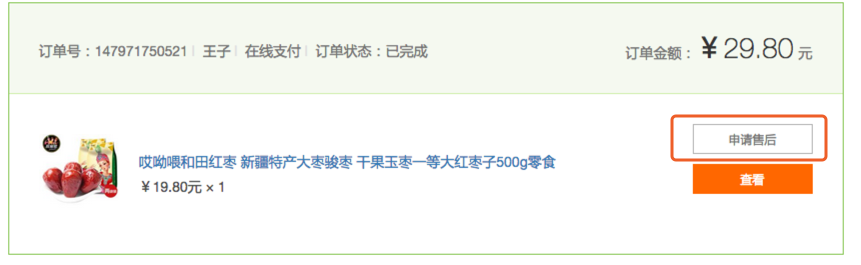 订单号：147971750521 王子 在线支付 订单状态：已完成
订单金额：￥29.80元
申请售后
哎呦喂和田红枣 新疆特产大枣骏枣 干果玉枣一等大红枣子500g零食
￥19.80元 × 1
查看